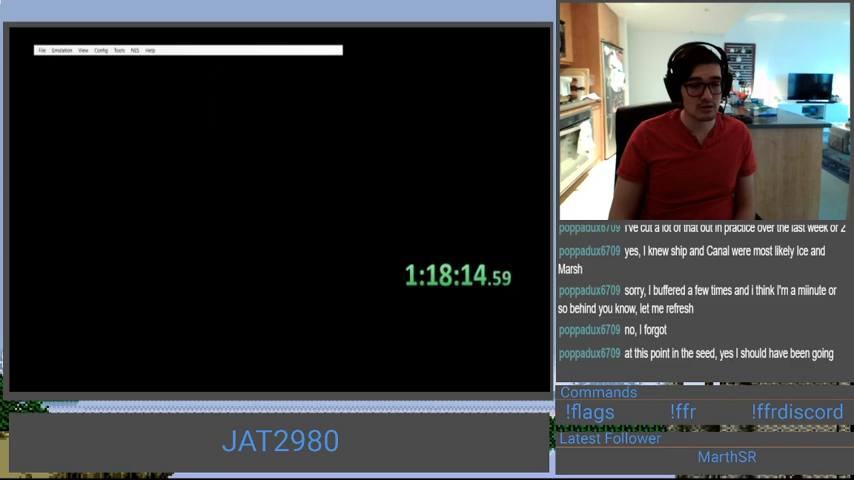 File Emulation View Config Tools NES Help
1:18:14.59
JAT2980
poppadux6709 I've cut a lot of that out in practice over the last week or 2
poppadux6709 yes, I knew ship and Canal were most likely Ice and
Marsh
poppadux6709 sorry, I buffered a few times and i think I'm a miinute or
so behind you know, let me refresh
poppadux6709 no, I forgot
poppadux6709 at this point in the seed, yes I should have been going
Commands
!flags !ffr !ffrdiscord
Latest Follower
MarthSR